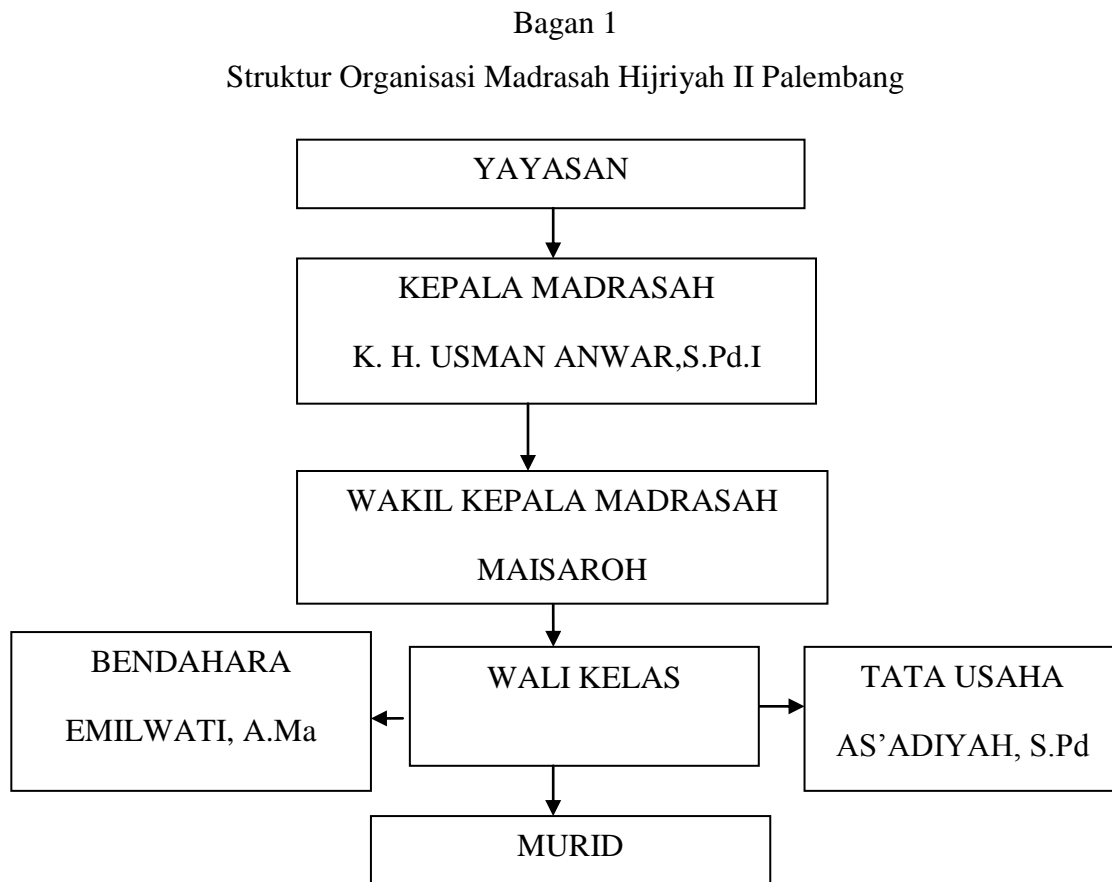 Bagan 1
Struktur Organisasi Madrasah Hijriyah II Palembang
YAYASAN
KEPALA MADRASAH
K. H. USMAN ANWAR,S.Pd.I
WAKIL KEPALA MADRASAH
MAISAROH
BENDAHARA
EMILWATI, A.Ma
WALI KELAS
TATA USAHA
AS’ADIYAH, S.Pd
MURID